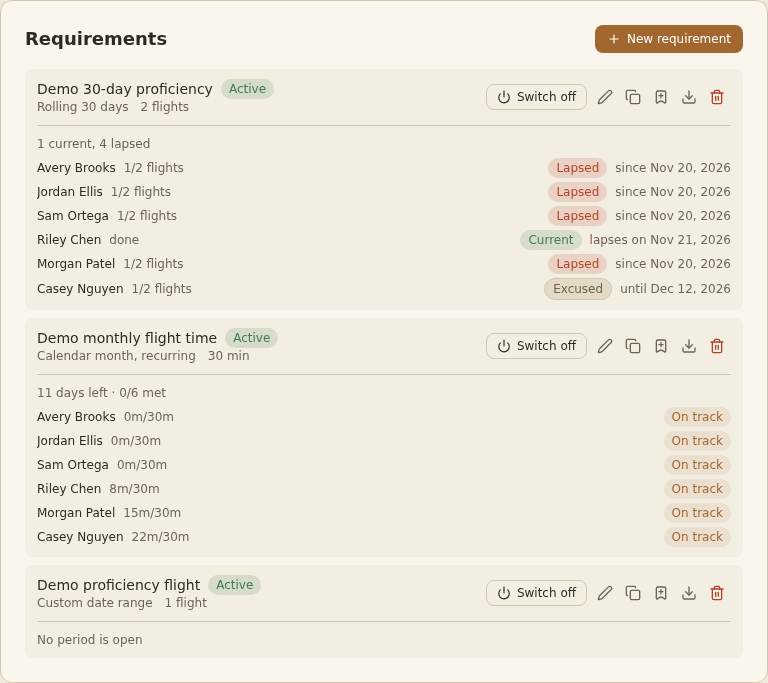 Requirements
New requirement
Demo 30-day proficiency Active
Switch off
Rolling 30 days 2 flights
1 current, 4 lapsed
Avery Brooks 1/2 flights Lapsed since Nov 20, 2026
Jordan Ellis 1/2 flights Lapsed since Nov 20, 2026
Sam Ortega 1/2 flights Lapsed since Nov 20, 2026
Riley Chen done Current lapses on Nov 21, 2026
Morgan Patel 1/2 flights Lapsed since Nov 20, 2026
Casey Nguyen 1/2 flights Excused until Dec 12, 2026
Demo monthly flight time Active
Switch off
Calendar month, recurring 30 min
11 days left · 0/6 met
Avery Brooks 0m/30m On track
Jordan Ellis 0m/30m On track
Sam Ortega 0m/30m On track
Riley Chen 8m/30m On track
Morgan Patel 15m/30m On track
Casey Nguyen 22m/30m On track
Demo proficiency flight Active
Switch off
Custom date range 1 flight
No period is open